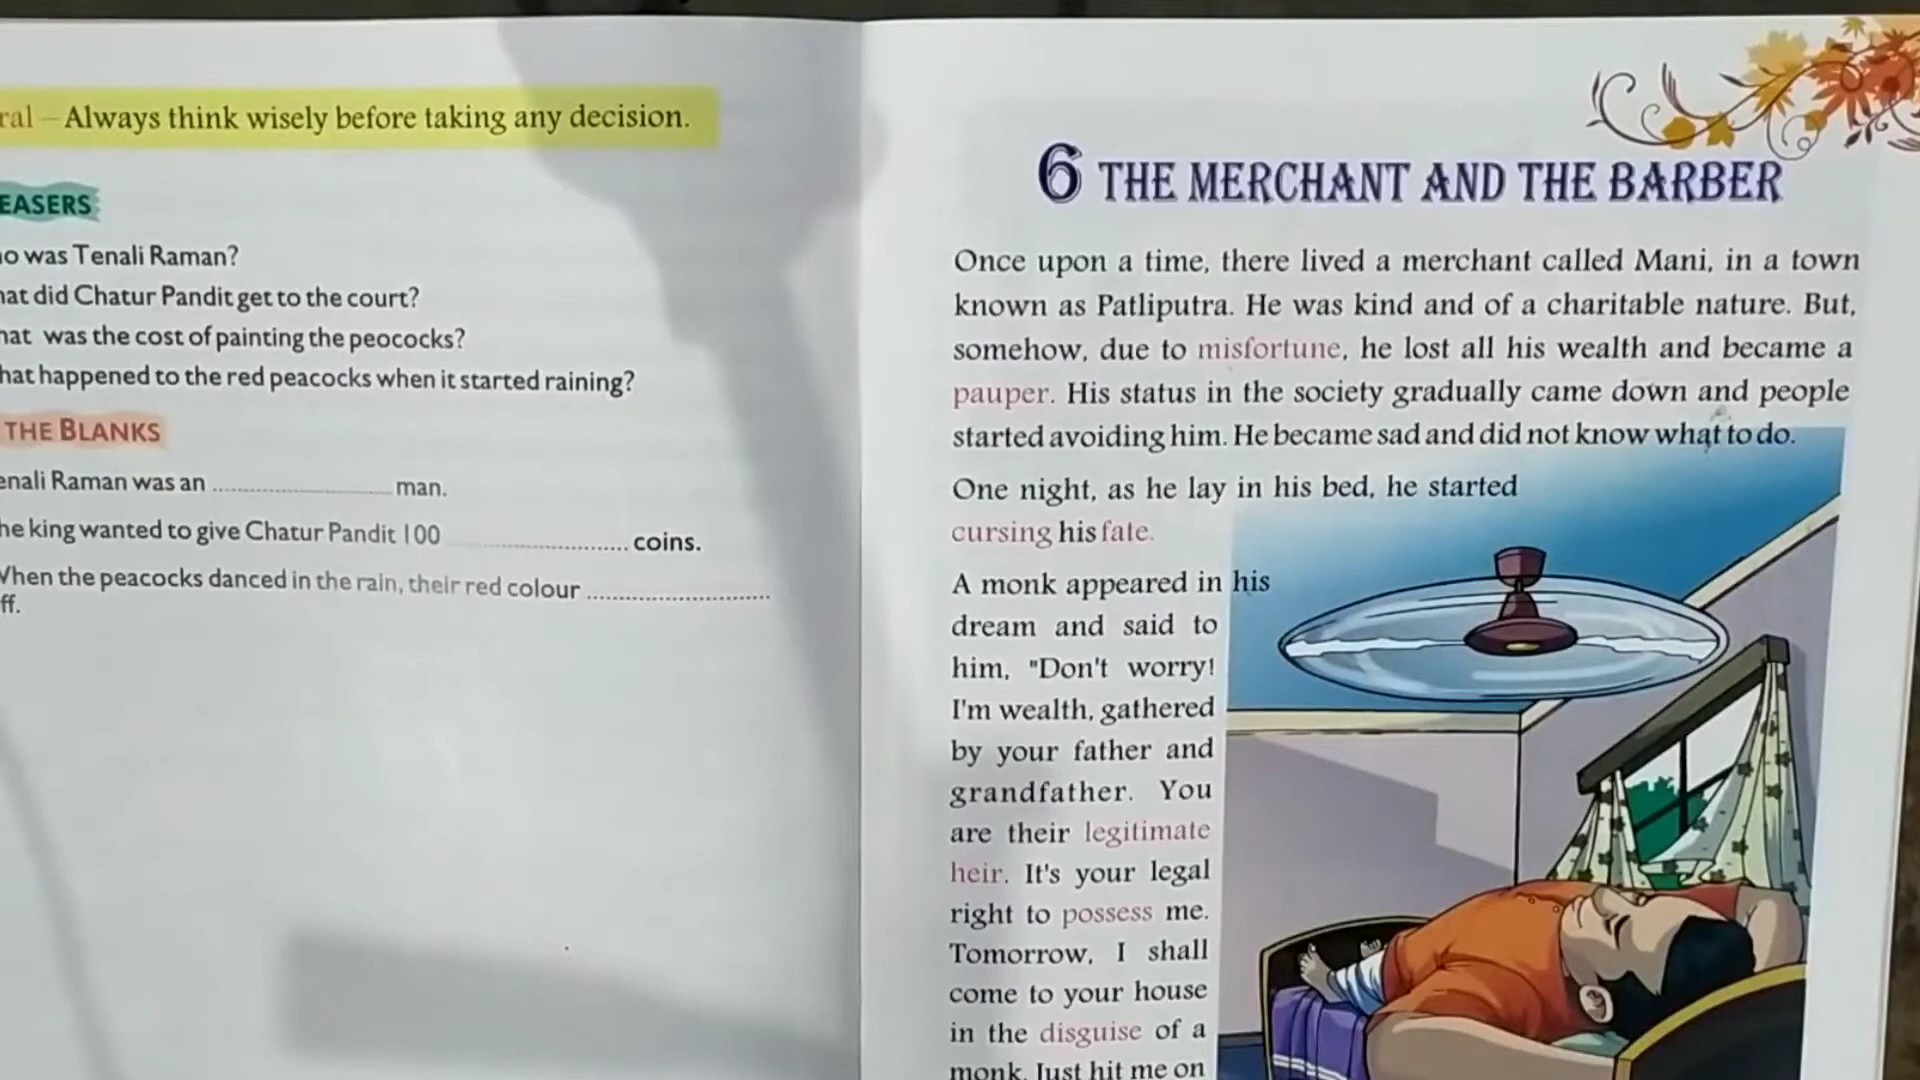 ral – Always think wisely before taking any decision.
EASERS
o was Tenali Raman?
hat did Chatur Pandit get to the court?
hat was the cost of painting the peococks?
hat happened to the red peacocks when it started raining?
THE BLANKS
enali Raman was an .............................. man.
he king wanted to give Chatur Pandit 100 .............................. coins.
When the peacocks danced in the rain, their red colour ..............................
ff.
6 THE MERCHANT AND THE BARBER
Once upon a time, there lived a merchant called Mani, in a town
known as Patliputra. He was kind and of a charitable nature. But,
somehow, due to misfortune, he lost all his wealth and became a
pauper. His status in the society gradually came down and people
started avoiding him. He became sad and did not know what to do.
One night, as he lay in his bed, he started
cursing his fate.
A monk appeared in his
dream and said to
him, "Don't worry!
I'm wealth, gathered
by your father and
grandfather. You
are their legitimate
heir. It's your legal
right to possess me.
Tomorrow, I shall
come to your house
in the disguise of a
monk. Just hit me on